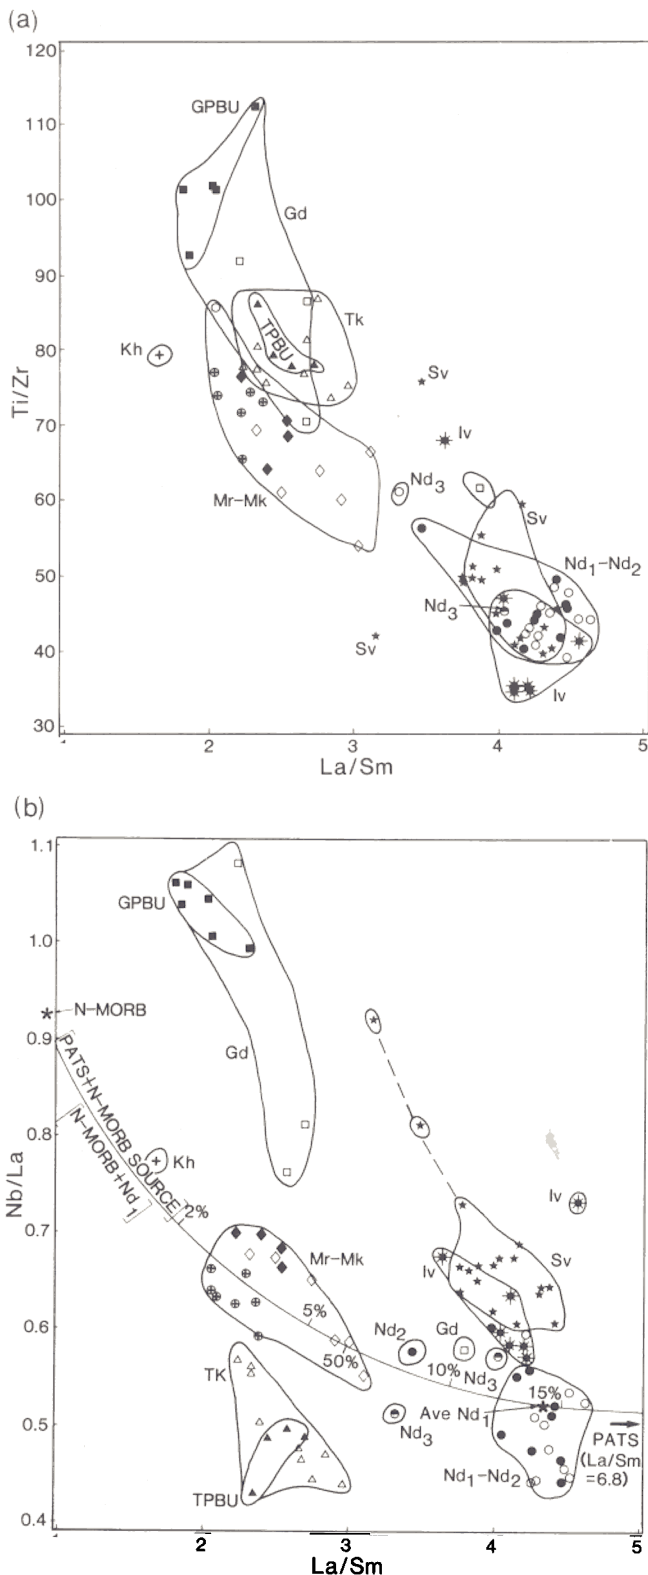 (a)
120
110
100
90
80
70
60
50
40
30
Ti/Zr
GPBU
Gd
TPBU
Tk
Kh
Sv
Iv
Mr–Mk
Nd3
Sv
Nd1–Nd2
Nd3
Sv
Iv
1
2
3
4
5
La/Sm
(b)
1.1
1.0
0.9
0.8
0.7
0.6
0.5
0.4
Nb/La
GPBU
N–MORB
Gd
PATS+N–MORB SOURCE
N–MORB+Nd1
2%
Kh
Iv
Mr–Mk
Iv
Sv
5%
50%
Nd2
Gd
TK
10%
Nd3
15%
Ave Nd1
Nd3
PATS
(La/Sm
=6.8)
Nd1–Nd2
TPBU
2
3
4
5
La/Sm